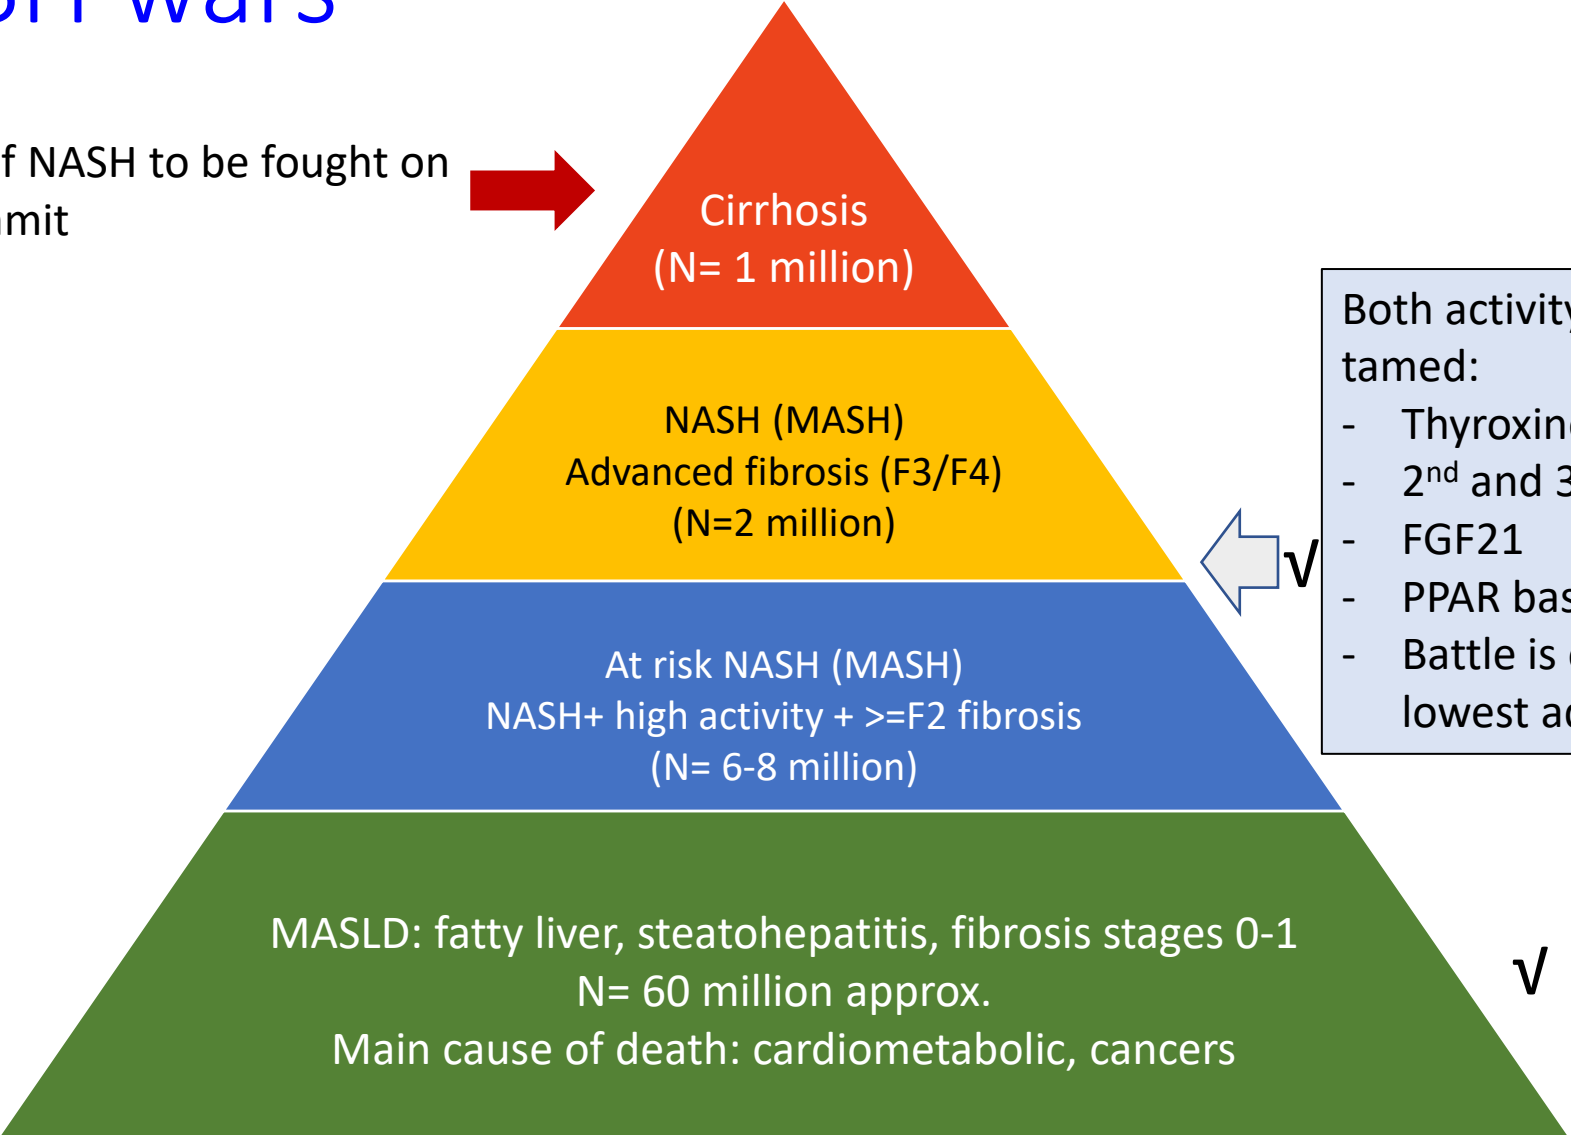 wars
f NASH to be fought on
Cirrhosis
(N= 1 million)
NASH (MASH)
Advanced fibrosis (F3/F4)
(N=2 million)
At risk NASH (MASH)
NASH+ high activity + >=F2 fibrosis
(N= 6-8 million)
MASLD: fatty liver, steatohepatitis, fibrosis stages 0-1
N= 60 million approx.
Main cause of death: cardiometabolic, cancers
Both activity
tamed:
- Thyroxin
- 2nd and 3
- FGF21
- PPAR bas
- Battle is
lowest a
√
√